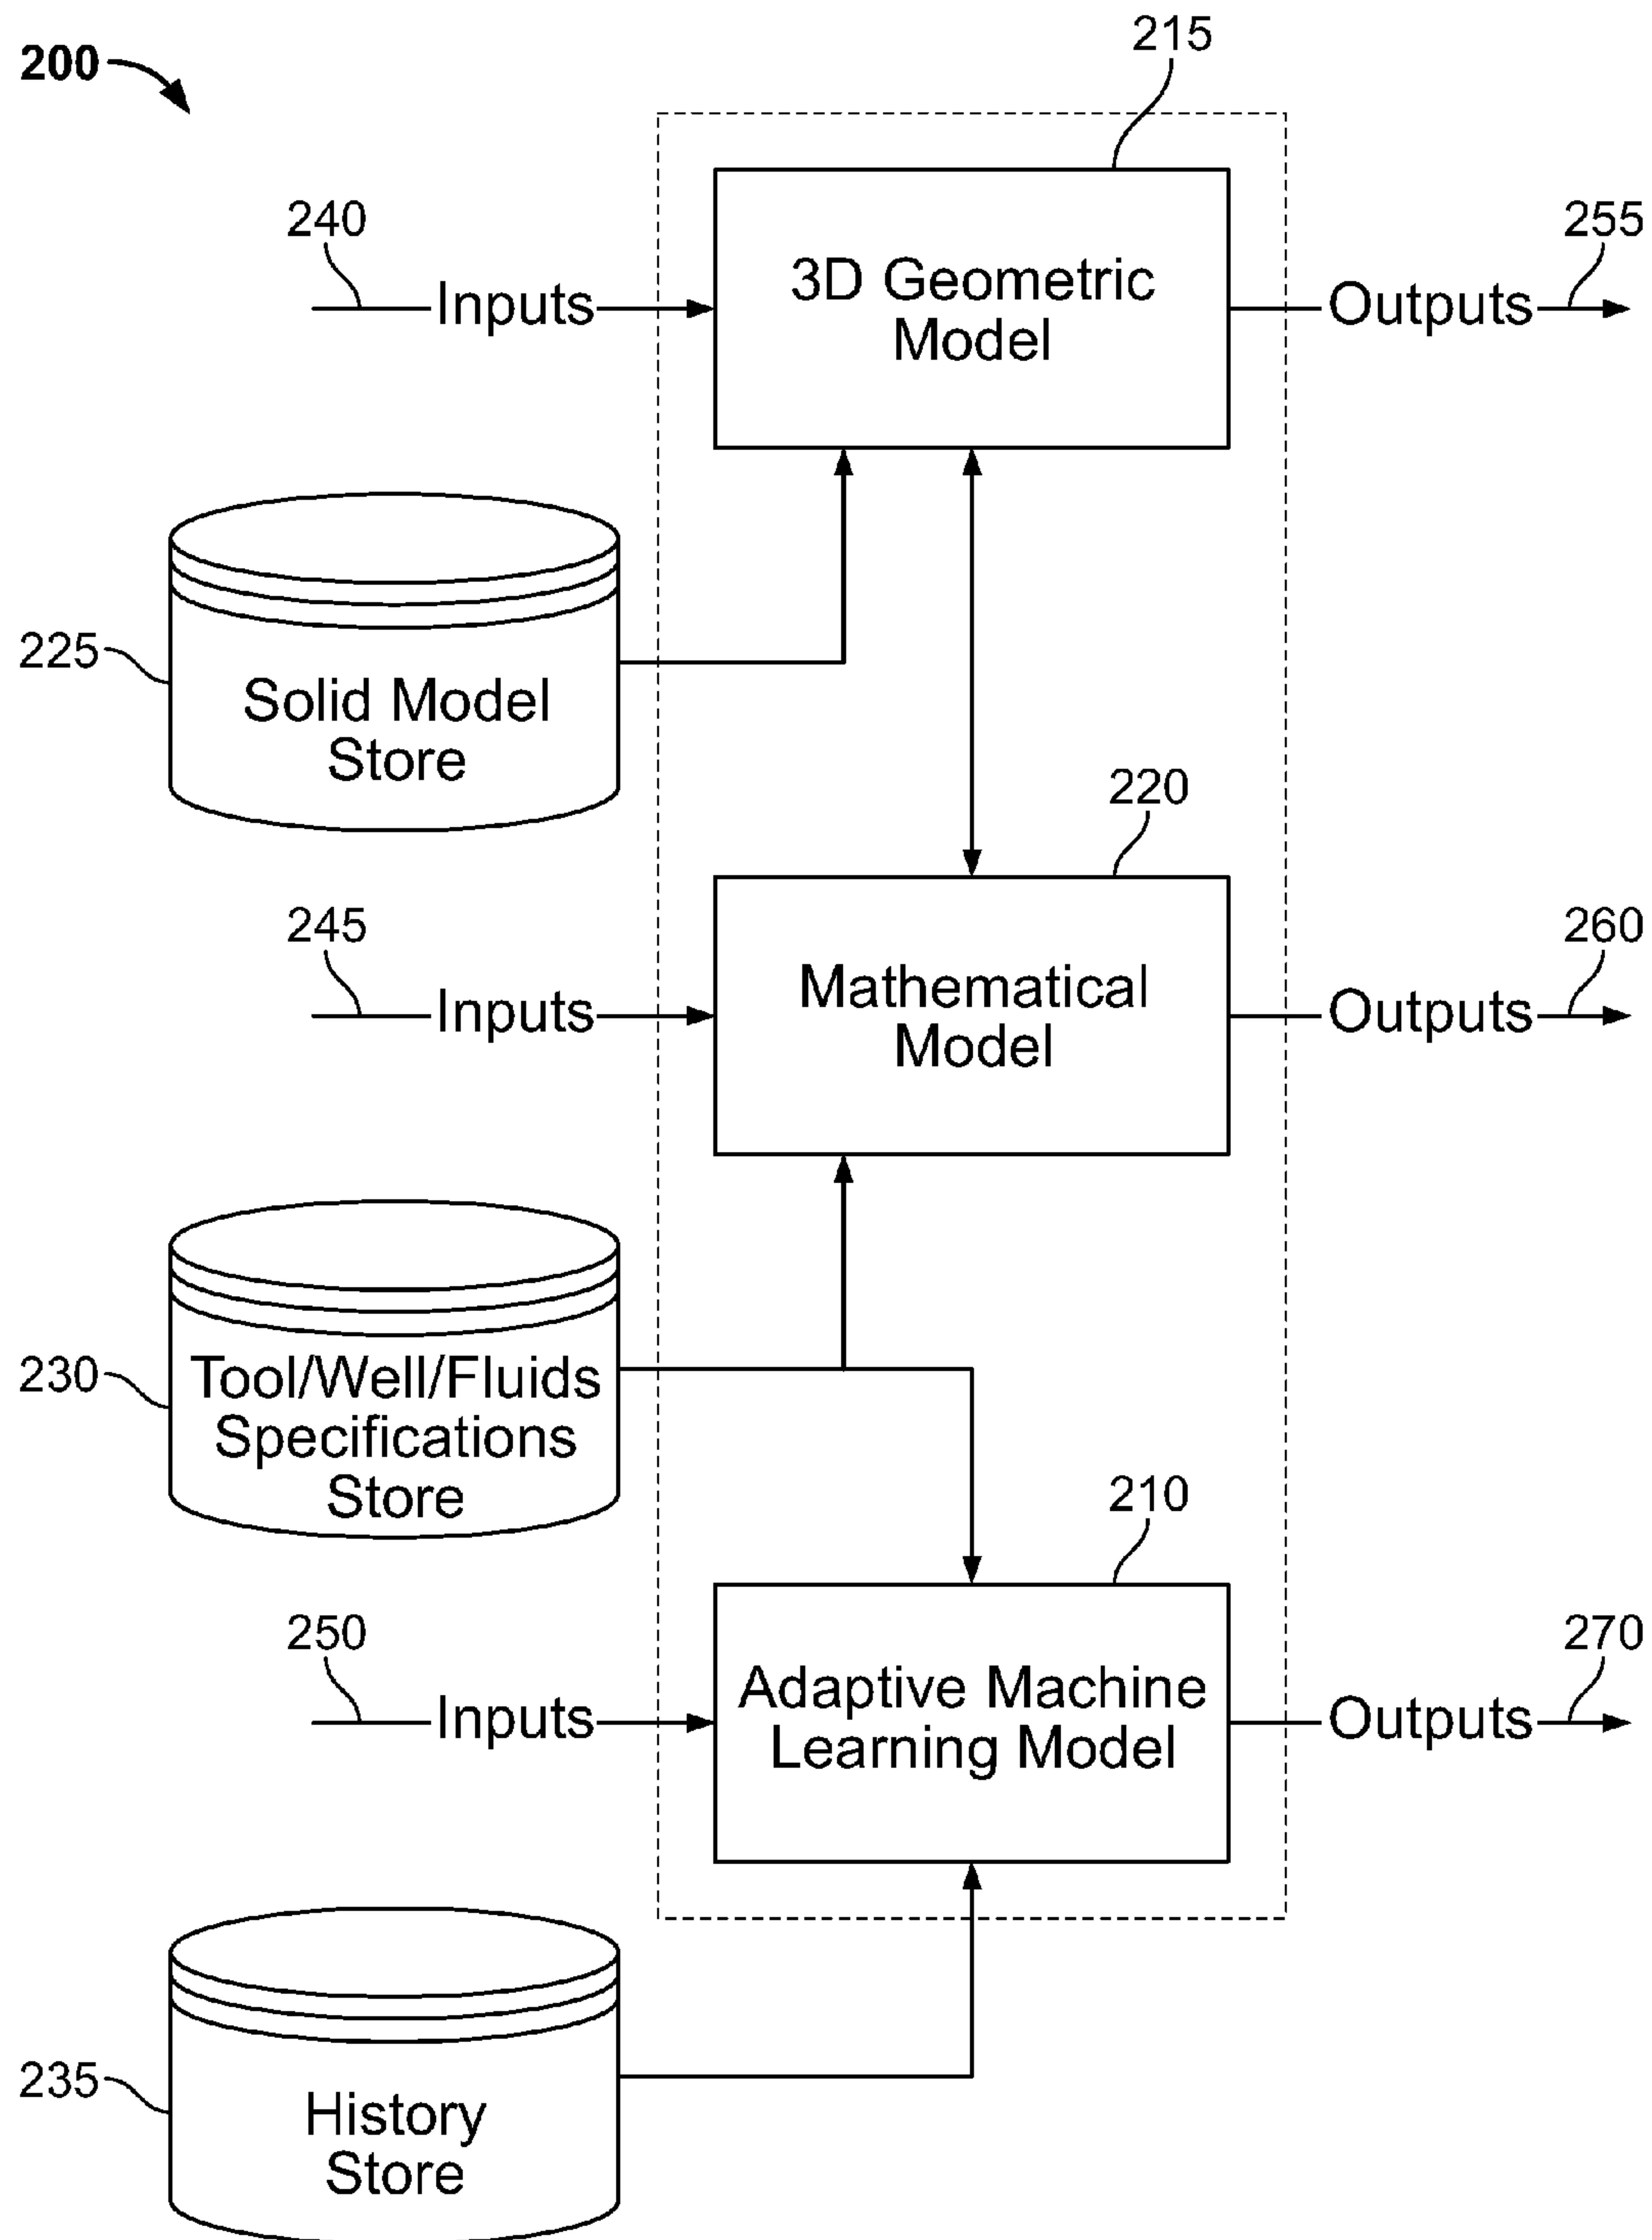 200
215
240
255
3D Geometric
Model
Inputs
Outputs
225
Solid Model
Store
220
245
260
Mathematical
Model
Inputs
Outputs
230
Tool/Well/Fluids
Specifications
Store
210
250
270
Adaptive Machine
Learning Model
Inputs
Outputs
235
History
Store